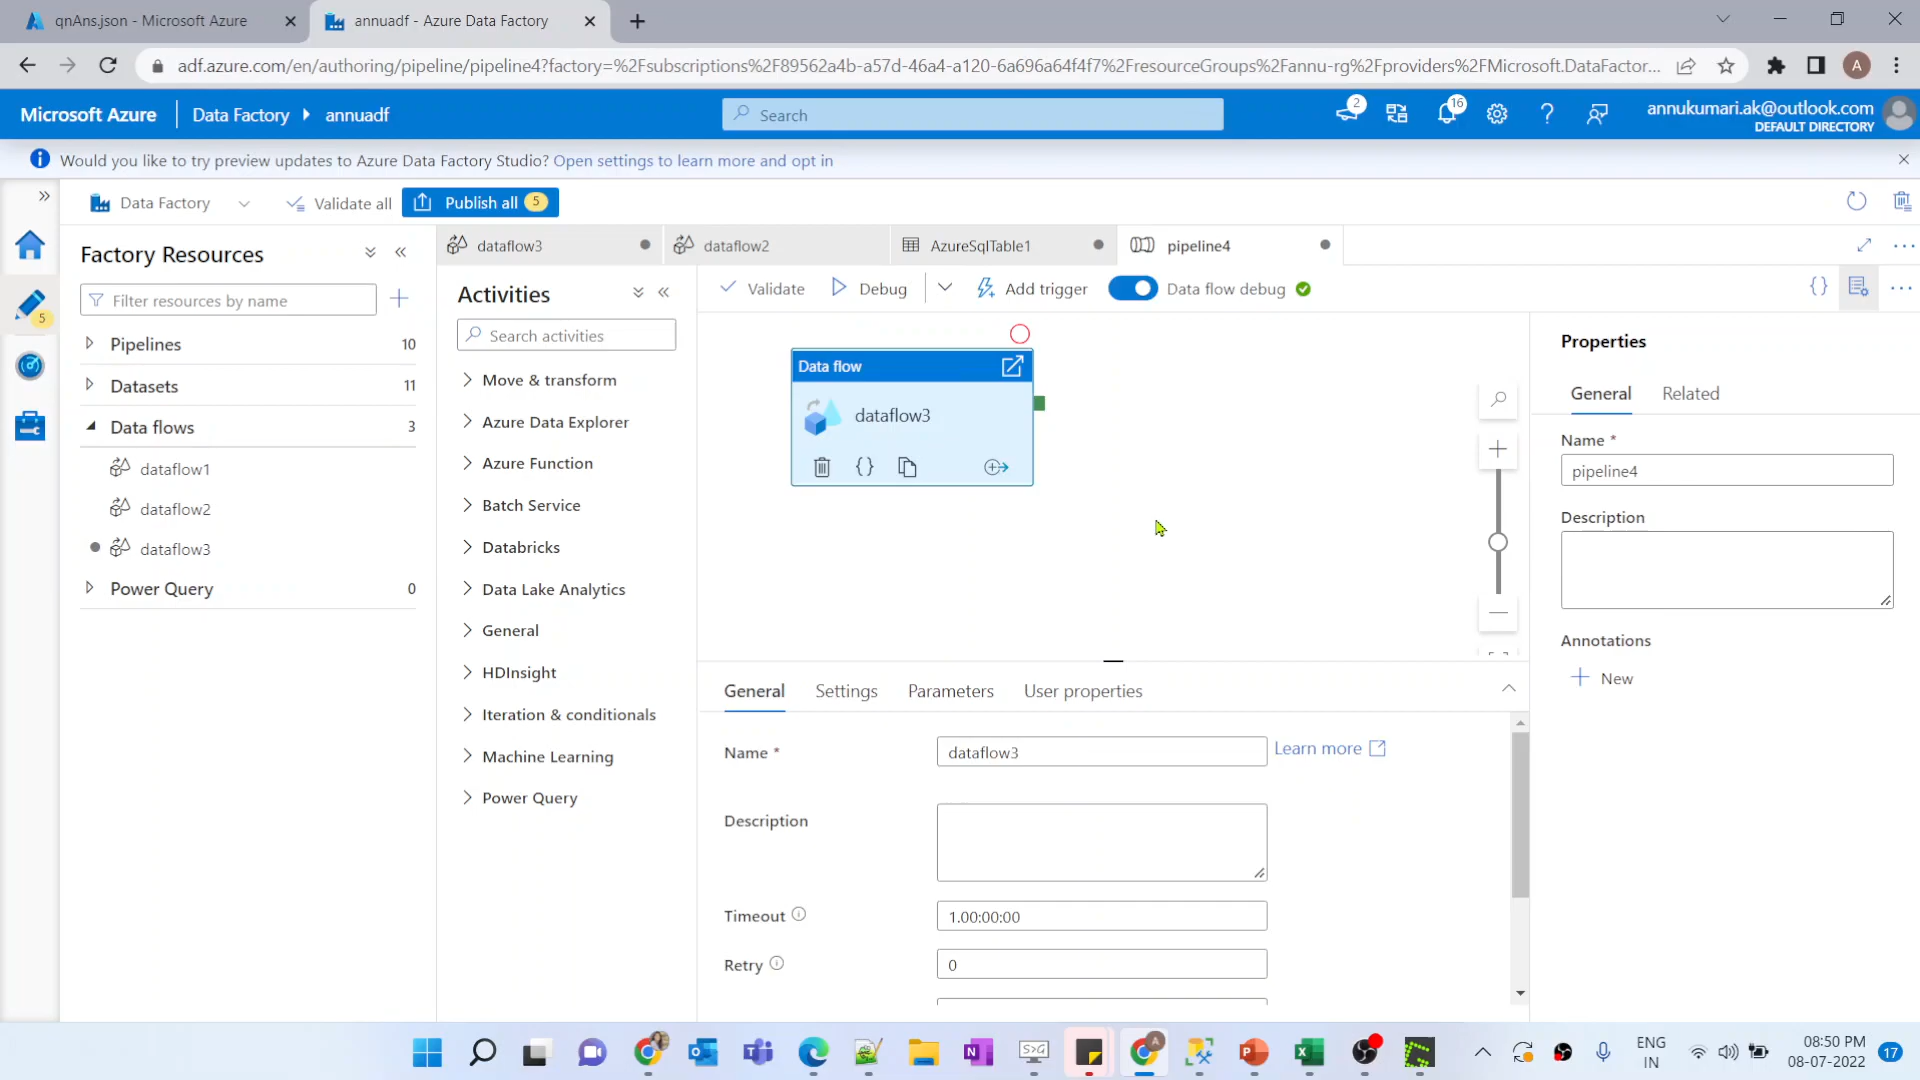 qnAns.json - Microsoft Azure
annuadf - Azure Data Factory
adf.azure.com/en/authoring/pipeline/pipeline4?factory=%2Fsubscriptions%2F89562a4b-a57d-46a4-a120-6a696a64f4f7%2FresourceGroups%2Fannu-rg%2Fproviders%2FMicrosoft.DataFactor...
A
Microsoft Azure
Data Factory
annuadf
Search
2
16
annukumari.ak@outlook.com
DEFAULT DIRECTORY
Would you like to try preview updates to Azure Data Factory Studio? Open settings to learn more and opt in
Data Factory
Validate all
Publish all 5
Factory Resources
Filter resources by name
5
Pipelines 10
Datasets 11
Data flows 3
dataflow1
dataflow2
dataflow3
Power Query 0
dataflow3
dataflow2
AzureSqlTable1
pipeline4
Activities
Search activities
Move & transform
Azure Data Explorer
Azure Function
Batch Service
Databricks
Data Lake Analytics
General
HDInsight
Iteration & conditionals
Machine Learning
Power Query
Validate
Debug
Add trigger
Data flow debug
Data flow
dataflow3
General
Settings
Parameters
User properties
Name *
dataflow3
Learn more
Description
Timeout
1.00:00:00
Retry
0
Properties
General
Related
Name *
pipeline4
Description
Annotations
New
ENG
IN
08:50 PM
08-07-2022
17